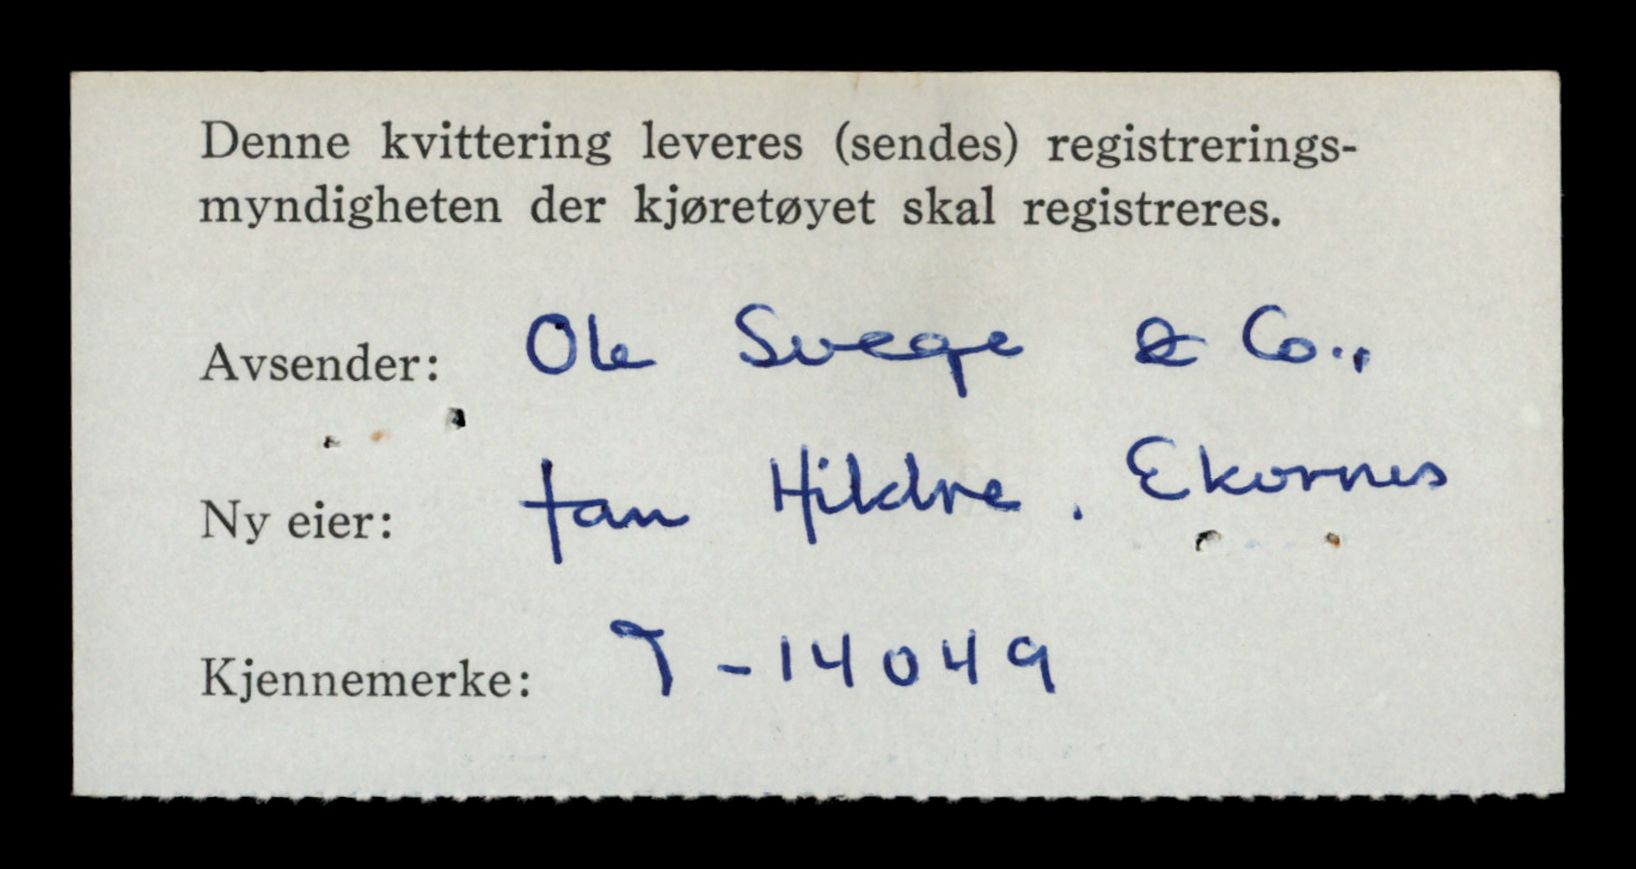 Denne kvittering leveres (sendes) registrerings-
myndigheten der kjøretøyet skal registreres.
Avsender: Ole Svege & Co.,
Ny eier: Jan Hildre. Ekornes
Kjennemerke: T-14049